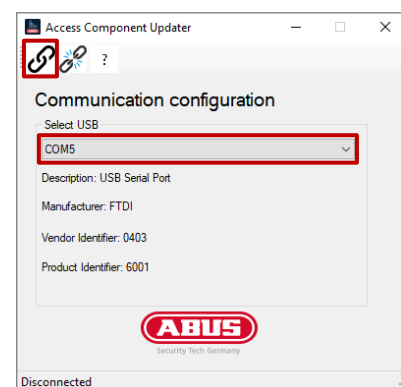 Access Component Updater
?
Communication configuration
Select USB
COM5
Description: USB Serial Port
Manufacturer: FTDI
Vendor Identifier: 0403
Product Identifier: 6001
ABUS
Security Tech Germany
Disconnected